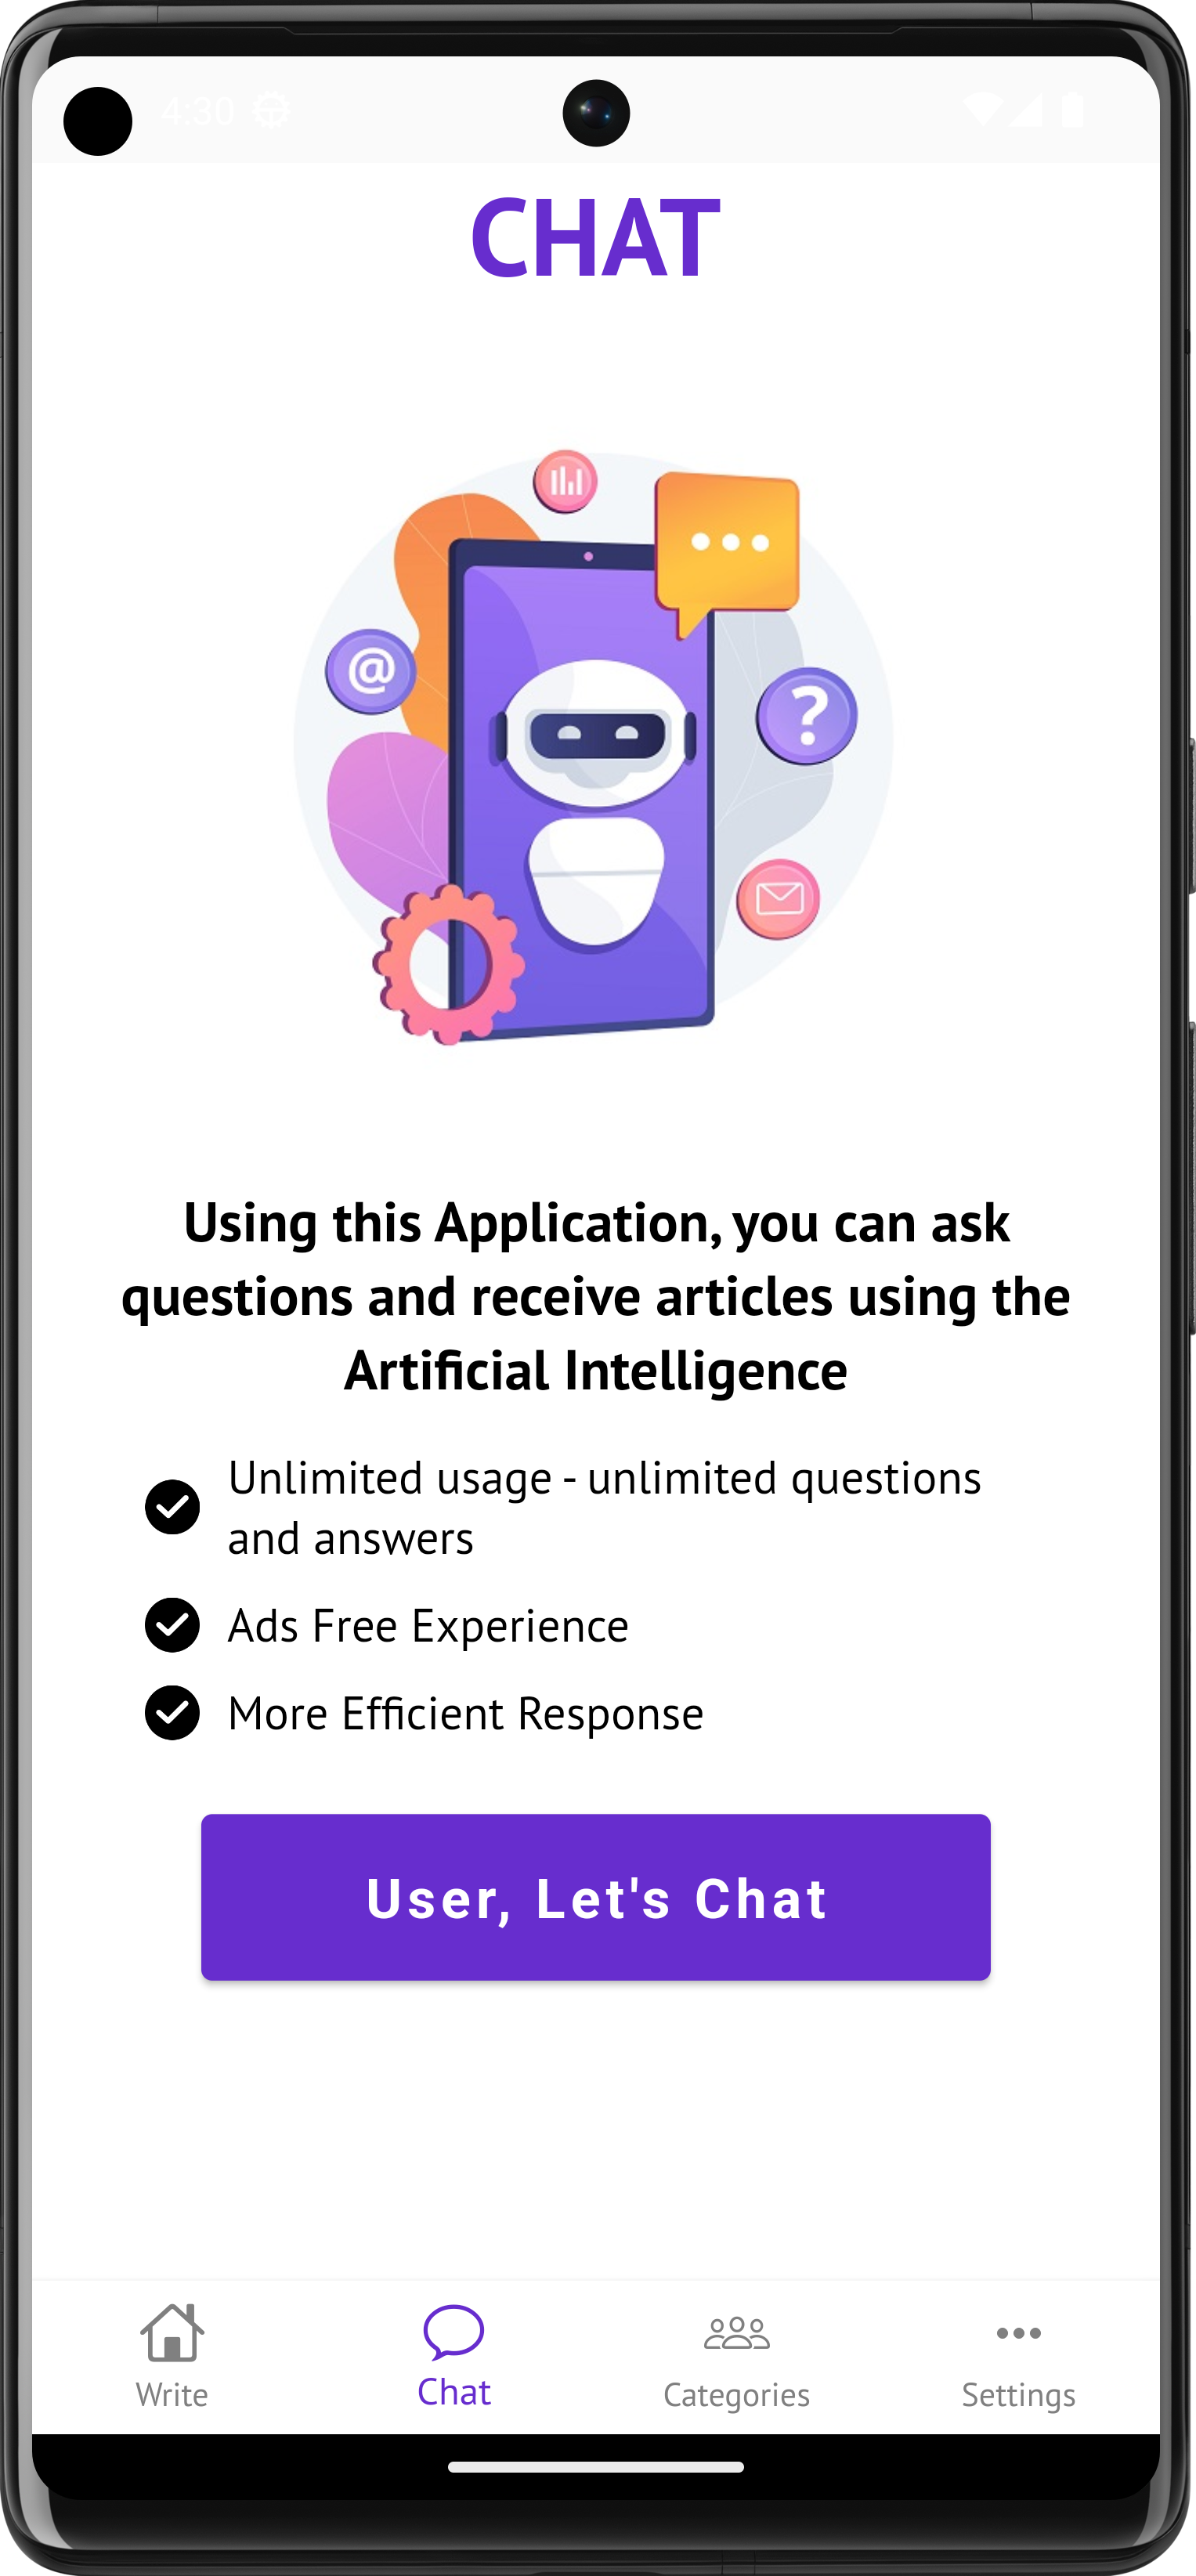 4:30
CHAT
@
?
Using this Application, you can ask
questions and receive articles using the
Artificial Intelligence
Unlimited usage - unlimited questions
and answers
Ads Free Experience
More Efficient Response
User, Let's Chat
Write
Chat
Categories
Settings